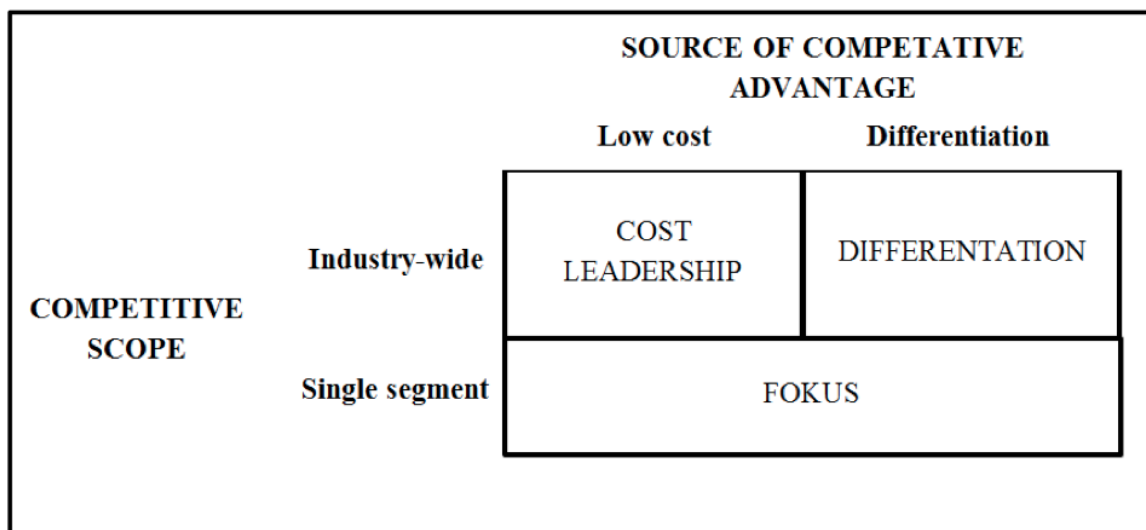 SOURCE OF COMPETATIVE
ADVANTAGE
Low cost
Differentiation
COST
LEADERSHIP
DIFFERENTATION
Industry-wide
COMPETITIVE
SCOPE
Single segment
FOKUS